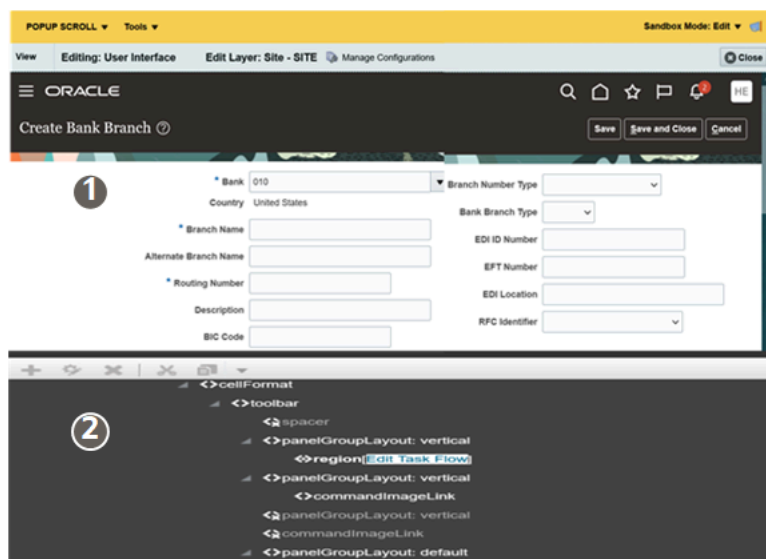 POPUP SCROLL Tools Sandbox Mode: Edit
View Editing: User Interface Edit Layer: Site - SITE Manage Configurations Close
ORACLE 2 HE
Create Bank Branch Save Save and Close Cancel
1
* Bank 010
Country United States
* Branch Name
Alternate Branch Name
* Routing Number
Description
BIC Code
Branch Number Type
Bank Branch Type
EDI ID Number
EFT Number
EDI Location
RFC Identifier
2
<>cellFormat
<>toolbar
spacer
<>panelGroupLayout: vertical
<>region[Edit Task Flow]
<>panelGroupLayout: vertical
<>commandImageLink
panelGroupLayout: vertical
commandImageLink
<>panelGroupLayout: default